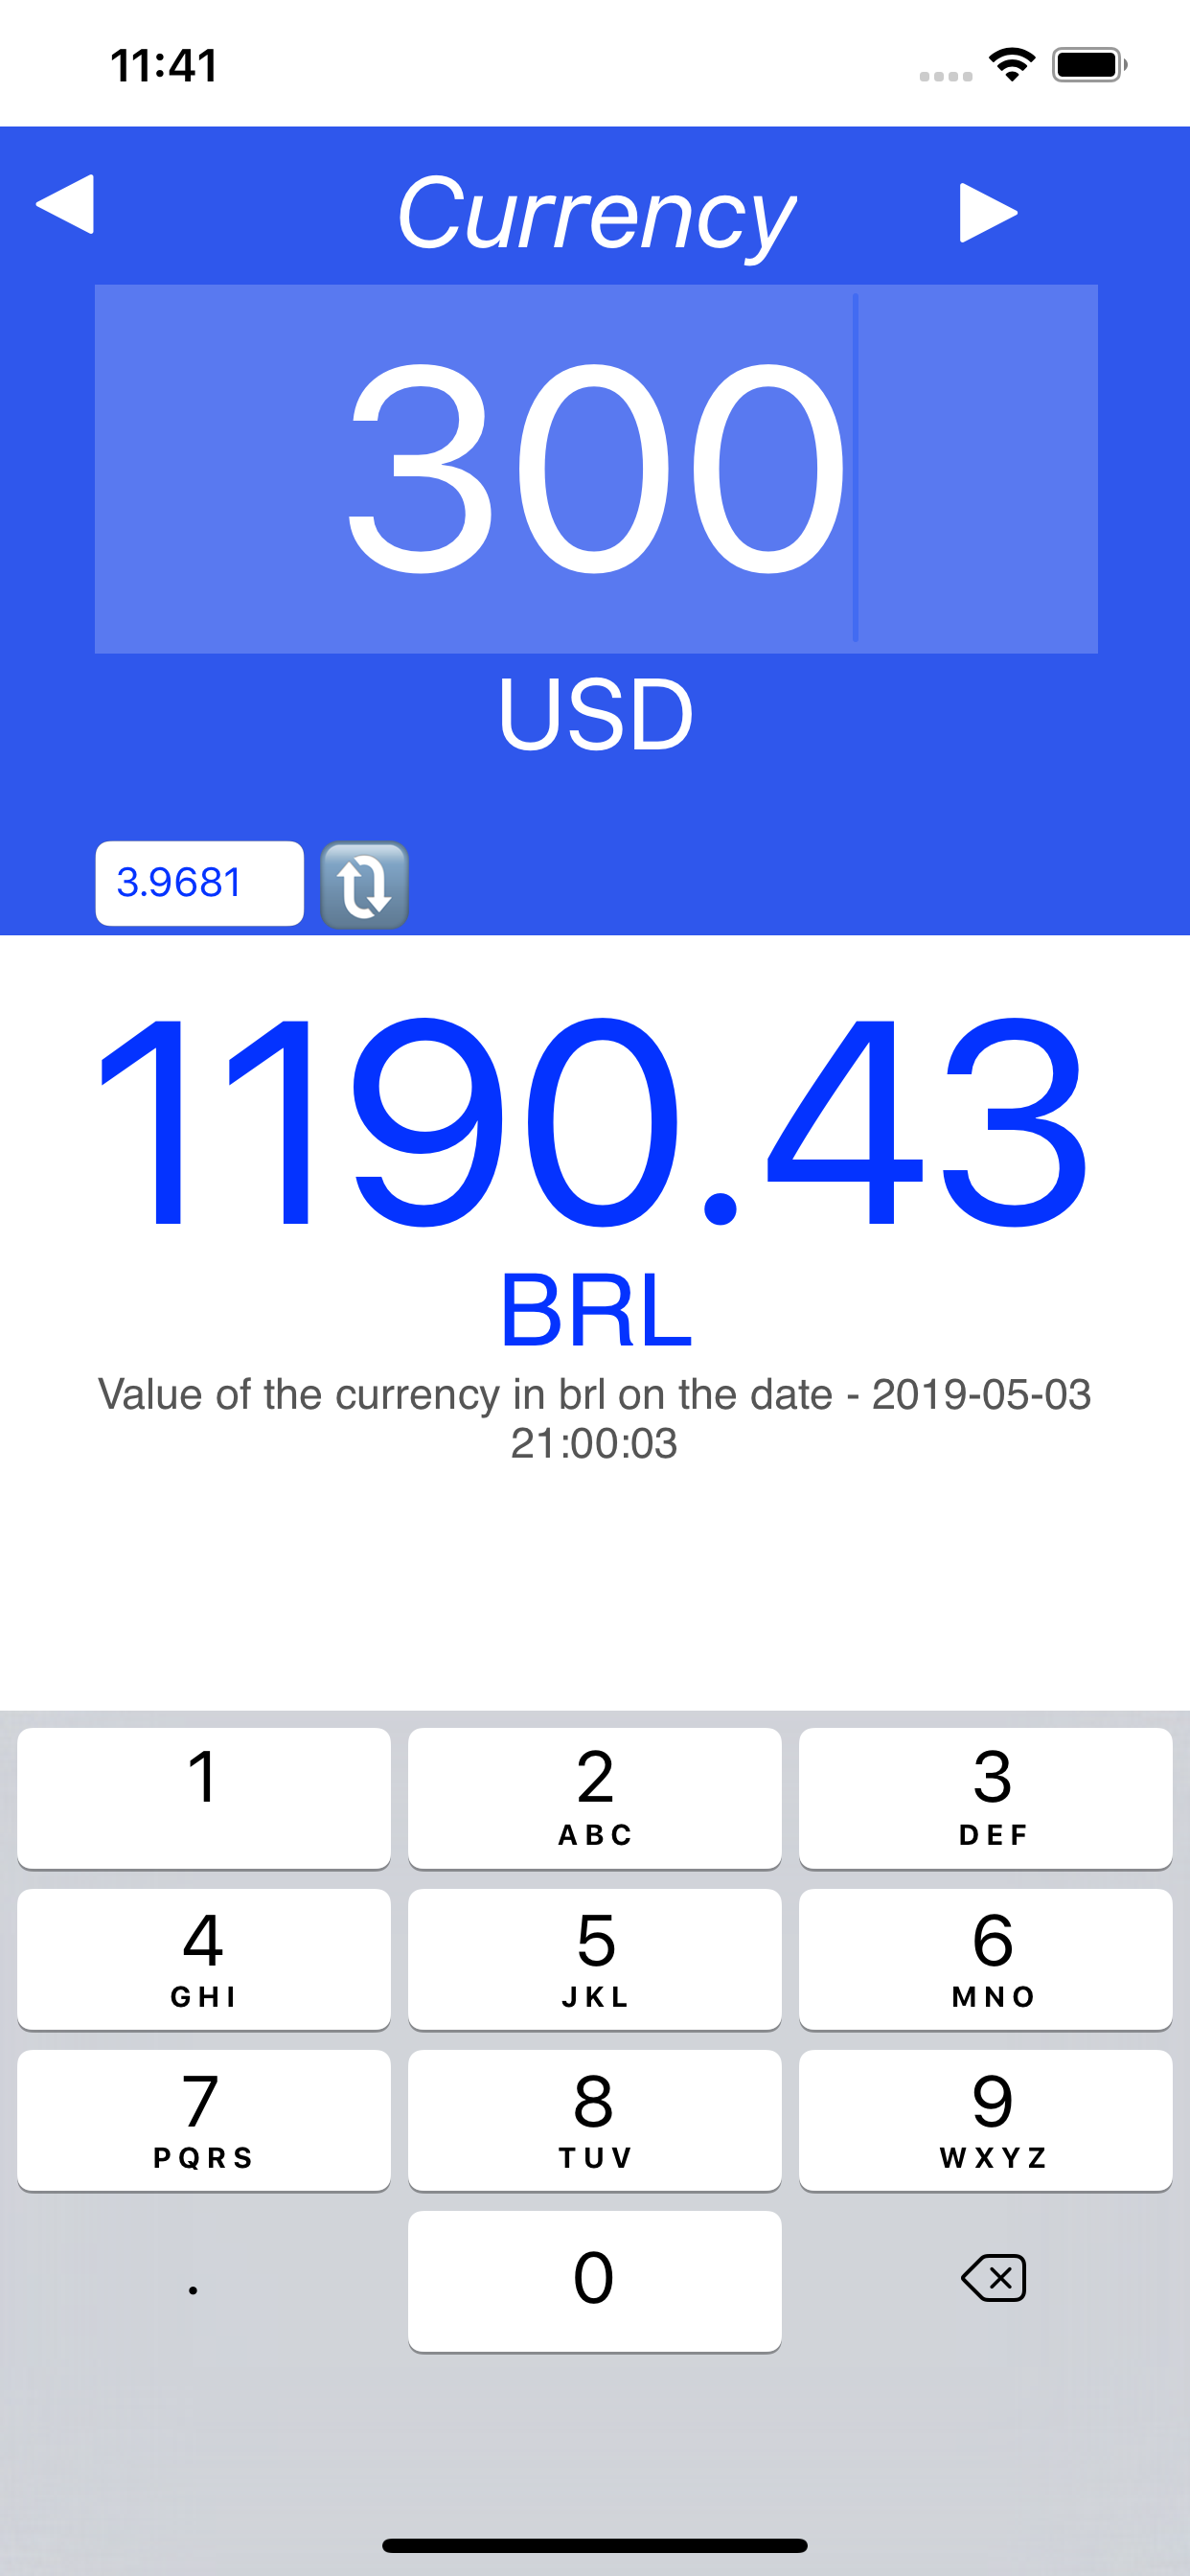 11:41
Currency
300
USD
3.9681
1190.43
BRL
Value of the currency in brl on the date - 2019-05-03
21:00:03
1 2 3
ABC DEF
4 5 6
GHI JKL MNO
7 8 9
PQRS TUV WXYZ
. 0